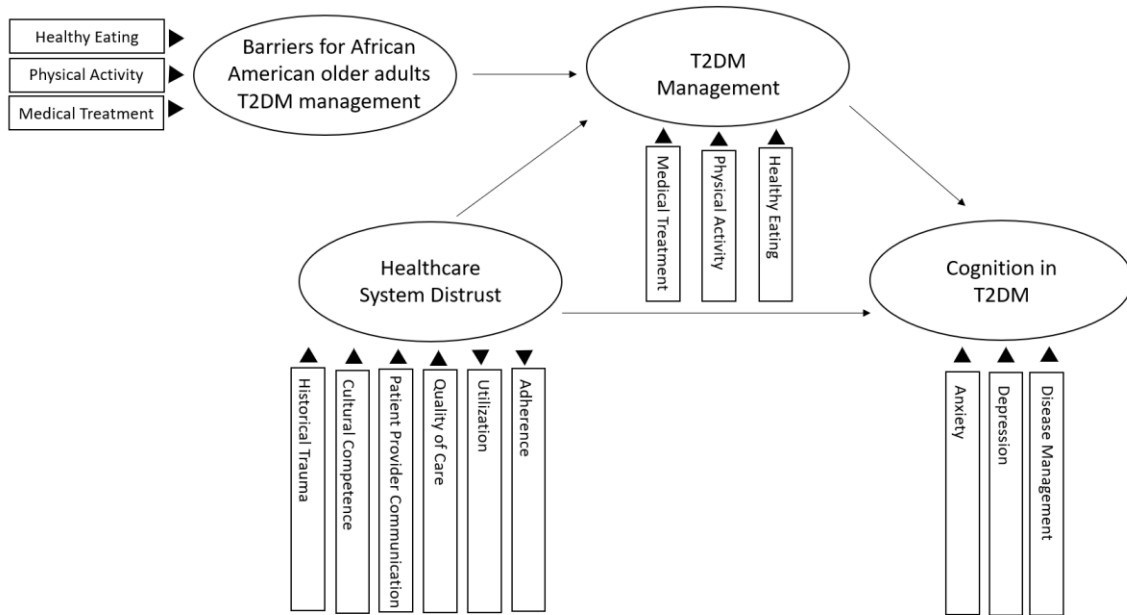 Healthy Eating
Physical Activity
Medical Treatment
Barriers for African
American older adults
T2DM management
T2DM
Management
Medical Treatment
Physical Activity
Healthy Eating
Healthcare
System Distrust
Cognition in
T2DM
Historical Trauma
Cultural Competence
Patient Provider Communication
Quality of Care
Utilization
Adherence
Anxiety
Depression
Disease Management